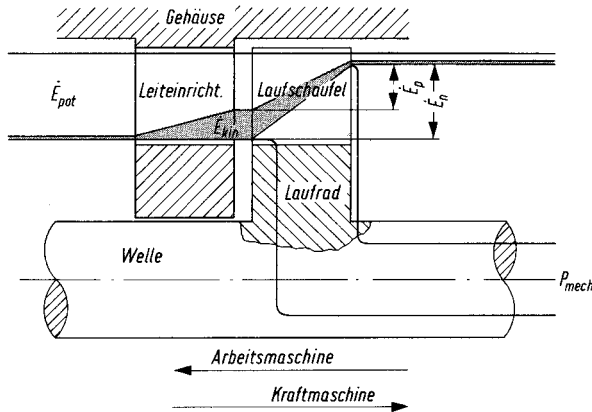 Gehäuse
Ė_pot
Leiteinricht.
Laufschaufel
Ė_p
Ė_n
Ė_kin
Laufrad
Welle
P_mech
Arbeitsmaschine
Kraftmaschine